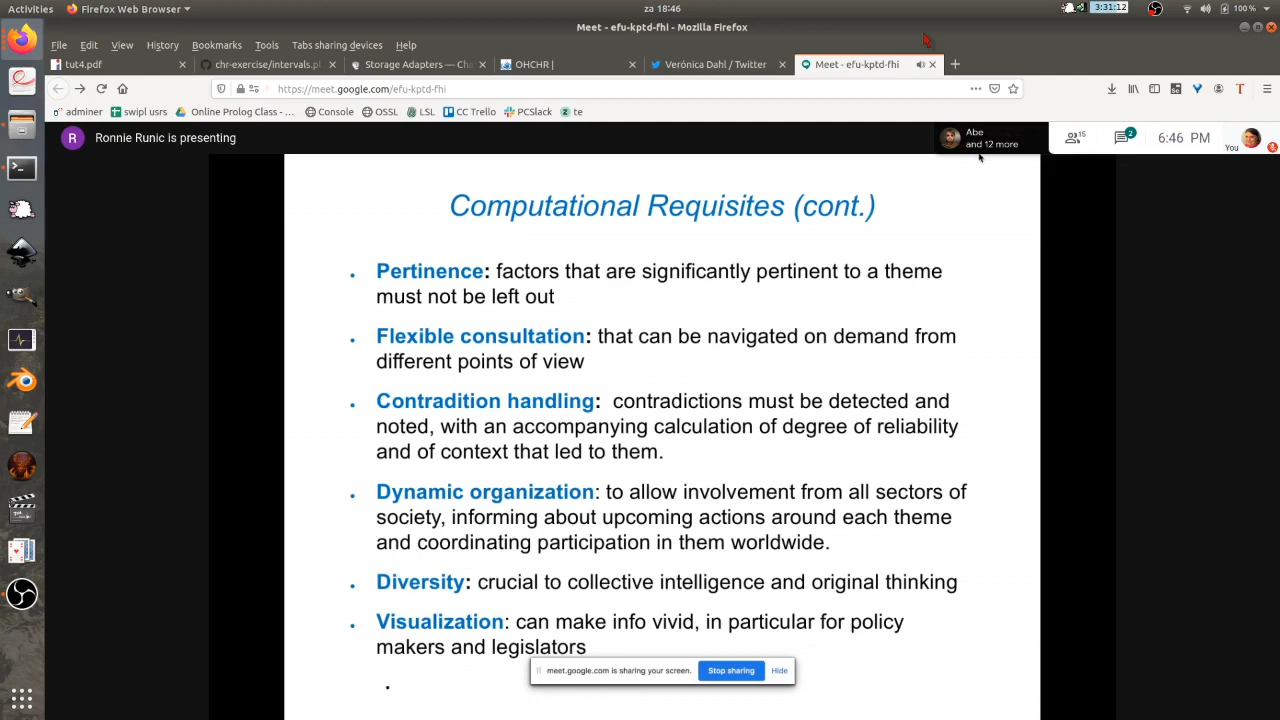 Activities
Firefox Web Browser
za 18:46
3:31:12
100 %
Meet - efu-kptd-fhi - Mozilla Firefox
File Edit View History Bookmarks Tools Tabs sharing devices Help
tut4.pdf
chr-exercise/intervals.pl
Storage Adapters — Cha
OHCHR |
Verónica Dahl / Twitter
Meet - efu-kptd-fhi
https://meet.google.com/efu-kptd-fhi
adminer swipl users Online Prolog Clas... Console OSSL LSL CC Trello PCSlack te
R Ronnie Runic is presenting
Abe
and 12 more
15
2
6:46 PM
You
Computational Requisites (cont.)
Pertinence: factors that are significantly pertinent to a theme
must not be left out
Flexible consultation: that can be navigated on demand from
different points of view
Contradition handling: contradictions must be detected and
noted, with an accompanying calculation of degree of reliability
and of context that led to them.
Dynamic organization: to allow involvement from all sectors of
society, informing about upcoming actions around each theme
and coordinating participation in them worldwide.
Diversity: crucial to collective intelligence and original thinking
Visualization: can make info vivid, in particular for policy
makers and legislators
meet.google.com is sharing your screen. Stop sharing Hide